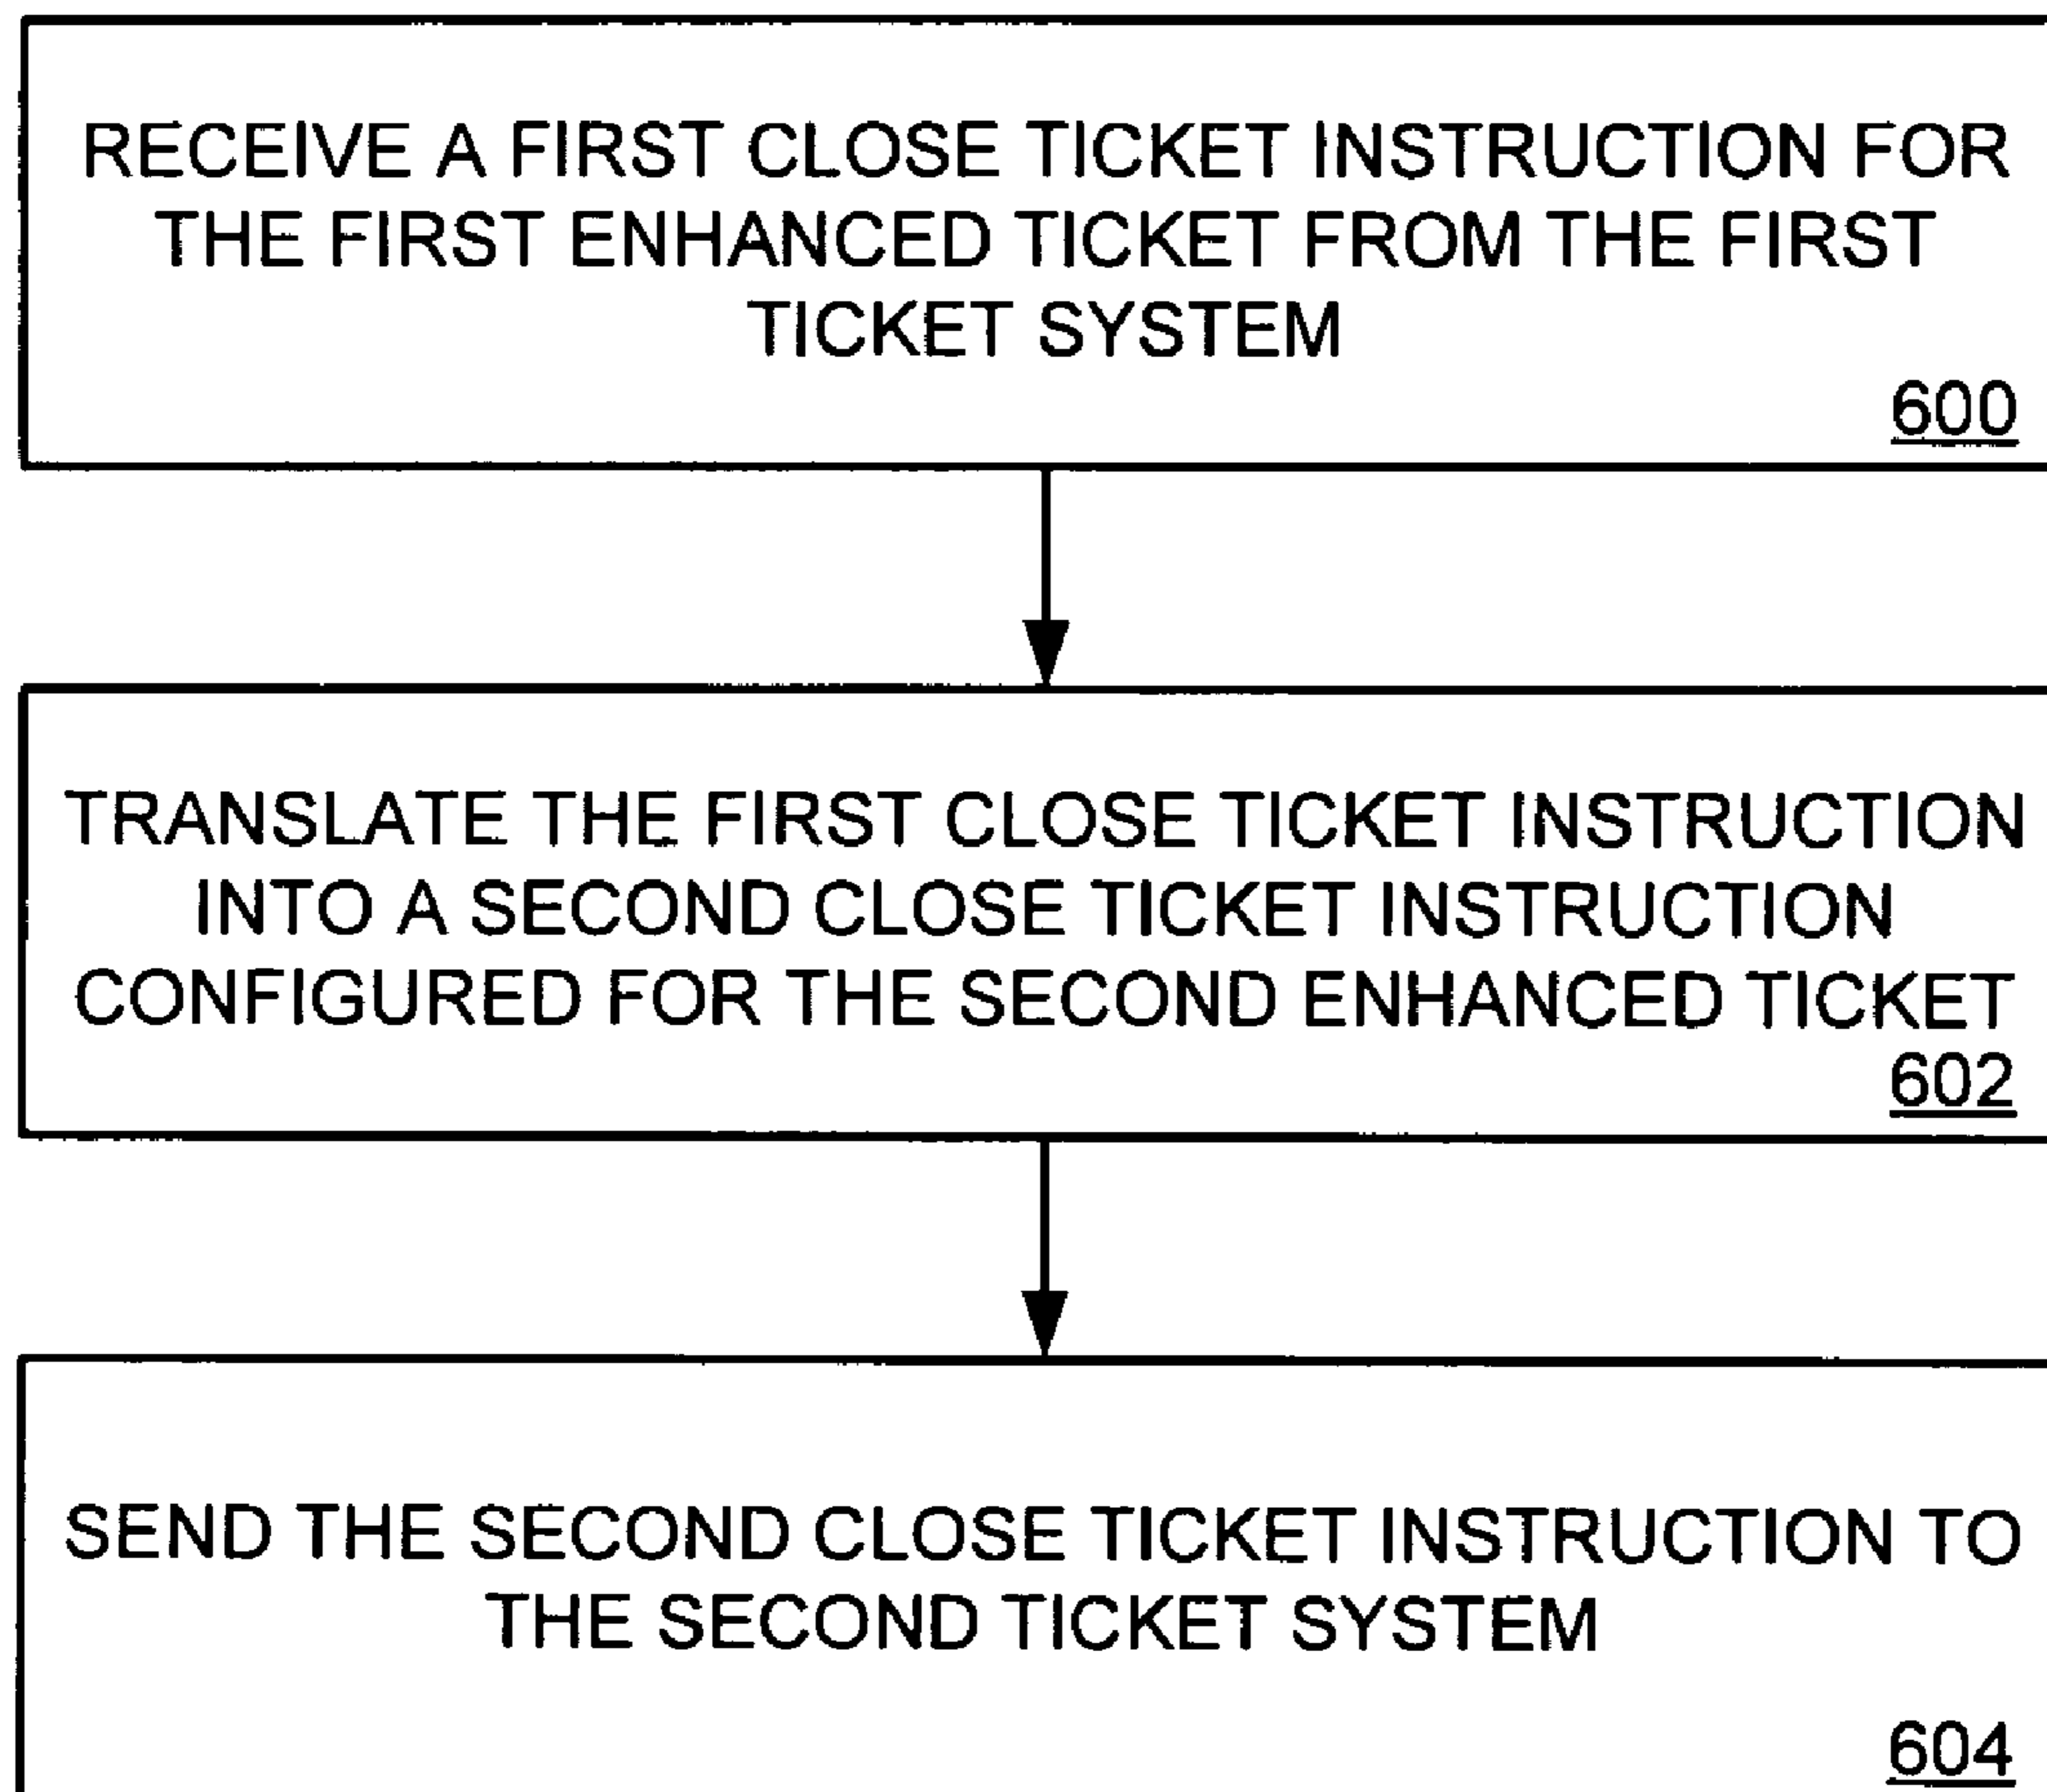 RECEIVE A FIRST CLOSE TICKET INSTRUCTION FOR
THE FIRST ENHANCED TICKET FROM THE FIRST
TICKET SYSTEM
600
TRANSLATE THE FIRST CLOSE TICKET INSTRUCTION
INTO A SECOND CLOSE TICKET INSTRUCTION
CONFIGURED FOR THE SECOND ENHANCED TICKET
602
SEND THE SECOND CLOSE TICKET INSTRUCTION TO
THE SECOND TICKET SYSTEM
604